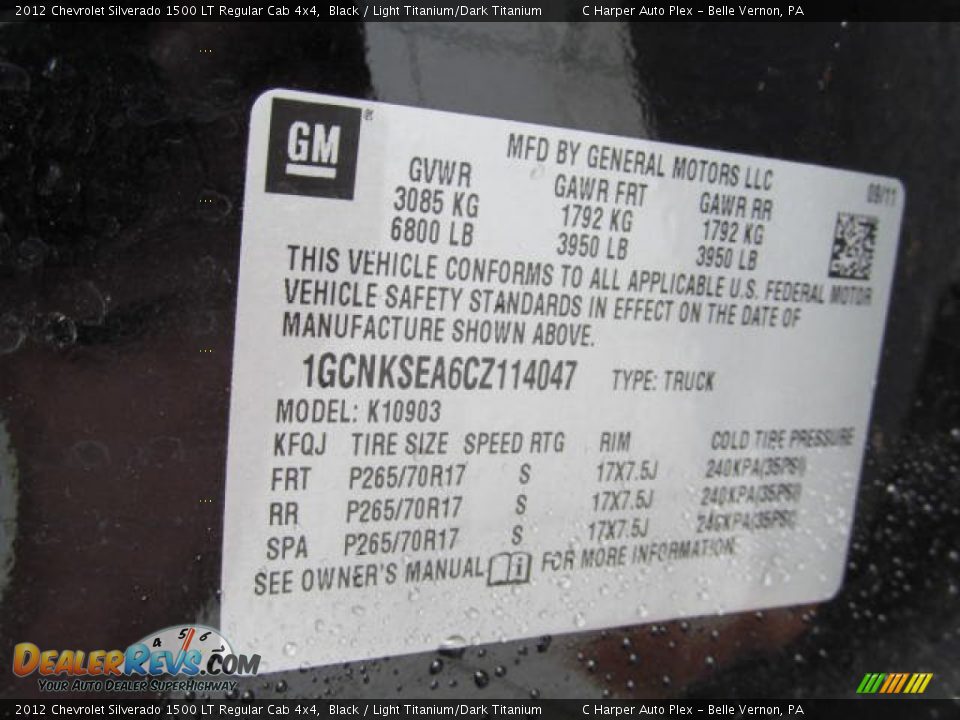 2012 Chevrolet Silverado 1500 LT Regular Cab 4x4, Black / Light Titanium/Dark Titanium C Harper Auto Plex - Belle Vernon, PA
GM ®
MFD BY GENERAL MOTORS LLC
09/11
GVWR GAWR FRT GAWR RR
3085 KG 1792 KG 1792 KG
6800 LB 3950 LB 3950 LB
THIS VEHICLE CONFORMS TO ALL APPLICABLE U.S. FEDERAL MOTOR
VEHICLE SAFETY STANDARDS IN EFFECT ON THE DATE OF
MANUFACTURE SHOWN ABOVE.
1GCNKSEA6CZ114047 TYPE: TRUCK
MODEL: K10903
KFQJ TIRE SIZE SPEED RTG RIM COLD TIRE PRESSURE
FRT P265/70R17 S 17X7.5J 240KPA(35PSI)
RR P265/70R17 S 17X7.5J 240KPA(35PSI)
SPA P265/70R17 S 17X7.5J 240KPA(35PSI)
SEE OWNER'S MANUAL FOR MORE INFORMATION.
4 5 6
DEALERREVS.COM
YOUR AUTO DEALER SUPERHIGHWAY
2012 Chevrolet Silverado 1500 LT Regular Cab 4x4, Black / Light Titanium/Dark Titanium C Harper Auto Plex - Belle Vernon, PA